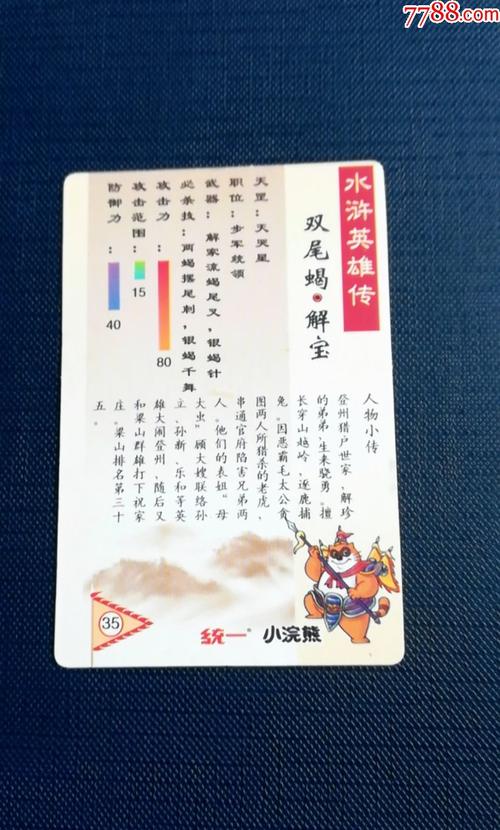 7788.com
水浒英雄传
双尾蝎·解宝
天罡：天哭星
职位：步军统领
武器：解家流蝎尾叉，银蝎针
必杀技：两蝎摆尾刺，银蝎千舞
攻击力：
80
攻击范围：
15
防御力：
40
人物小传
登州猎户世家，解珍
的弟弟，生来骁勇。擅
长穿山越岭，逐鹿捕
兔。因恶霸毛太公贪
图两人所猎杀的老虎，
串通官府陷害兄弟两
人。他们的表姐“母
大虫”顾大嫂联络孙
立、孙新、乐和等英
雄大闹登州，随后又
和梁山群雄打下祝家
庄。梁山排名第三十
五。
35
统一
小浣熊